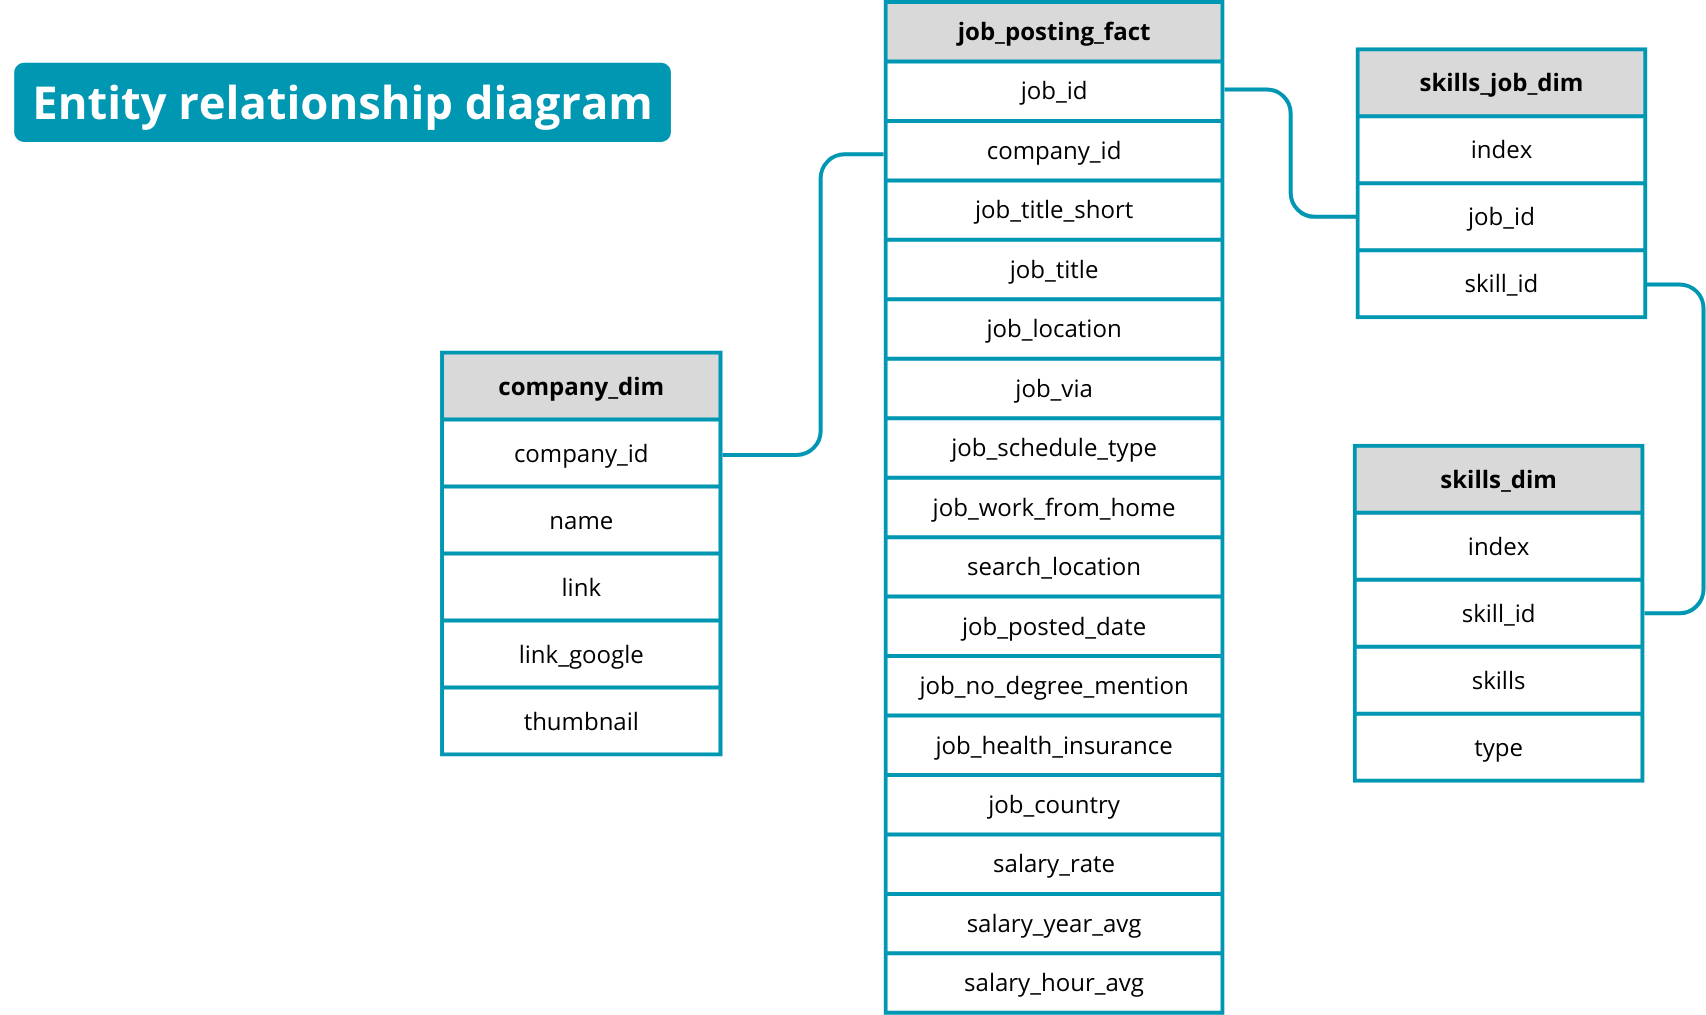 Entity relationship diagram
job_posting_fact
job_id
company_id
job_title_short
job_title
job_location
job_via
job_schedule_type
job_work_from_home
search_location
job_posted_date
job_no_degree_mention
job_health_insurance
job_country
salary_rate
salary_year_avg
salary_hour_avg
company_dim
company_id
name
link
link_google
thumbnail
skills_job_dim
index
job_id
skill_id
skills_dim
index
skill_id
skills
type